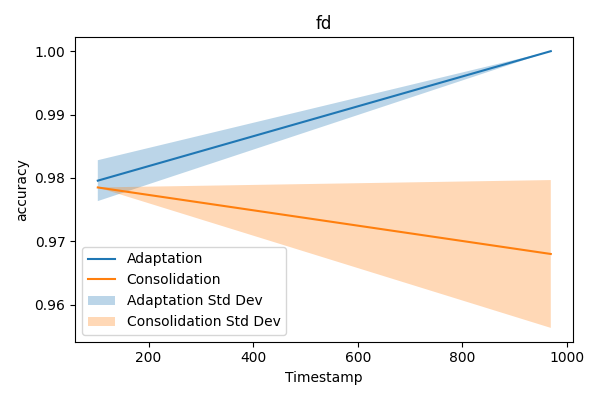 fd
1.00
0.99
0.98
0.97
0.96
accuracy
Adaptation
Consolidation
Adaptation Std Dev
Consolidation Std Dev
200
400
600
800
1000
Timestamp